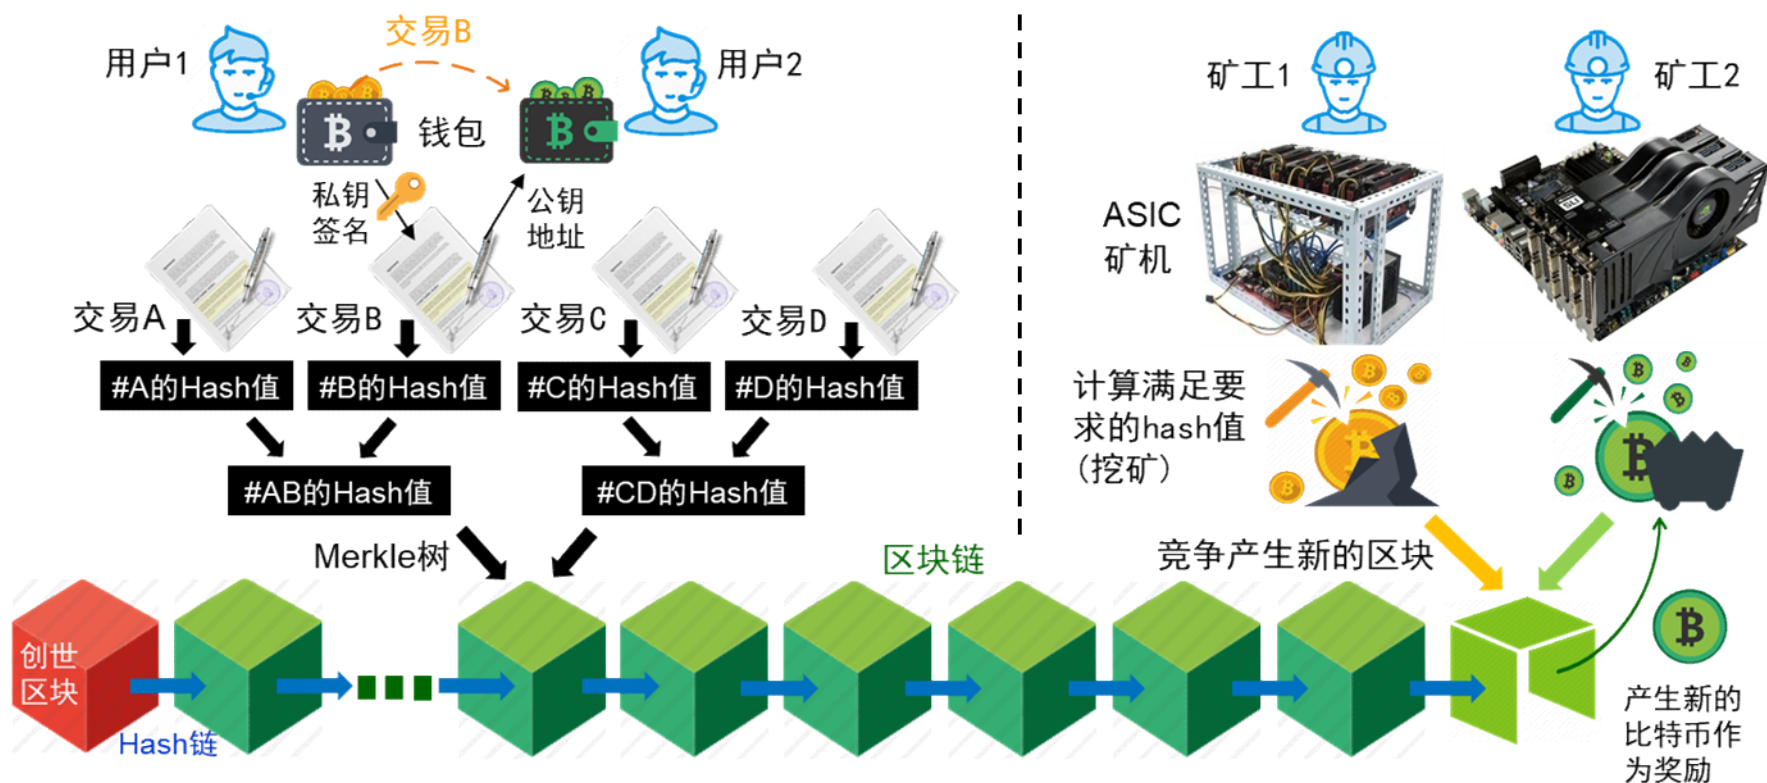 交易B
用户1
用户2
钱包
私钥
签名
公钥
地址
交易A
交易B
交易C
交易D
#A的Hash值
#B的Hash值
#C的Hash值
#D的Hash值
#AB的Hash值
#CD的Hash值
Merkle树
区块链
创世
区块
Hash链
矿工1
矿工2
ASIC
矿机
SLI
计算满足要
求的hash值
(挖矿)
竞争产生新的区块
产生新的
比特币作
为奖励